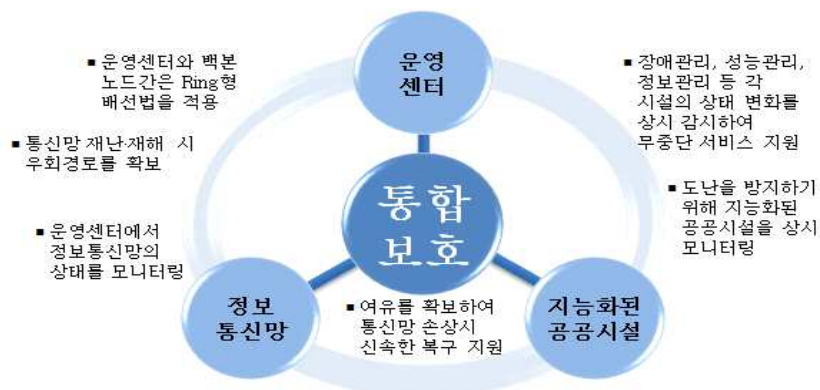 운영
센터
▪ 운영센터와 백본
노드간은 Ring형
배선법을 적용
▪ 통신망 재난·재해 시
우회경로를 확보
▪ 운영센터에서
정보통신망의
상태를 모니터링
▪ 장애관리, 성능관리,
정보관리 등 각
시설의 상태 변화를
상시 감시하여
무중단 서비스 지원
▪ 도난을 방지하기
위해 지능화된
공공시설을 상시
모니터링
통합
보호
정보
통신망
▪ 여유를 확보하여
통신망 손상시
신속한 복구 지원
지능화된
공공시설